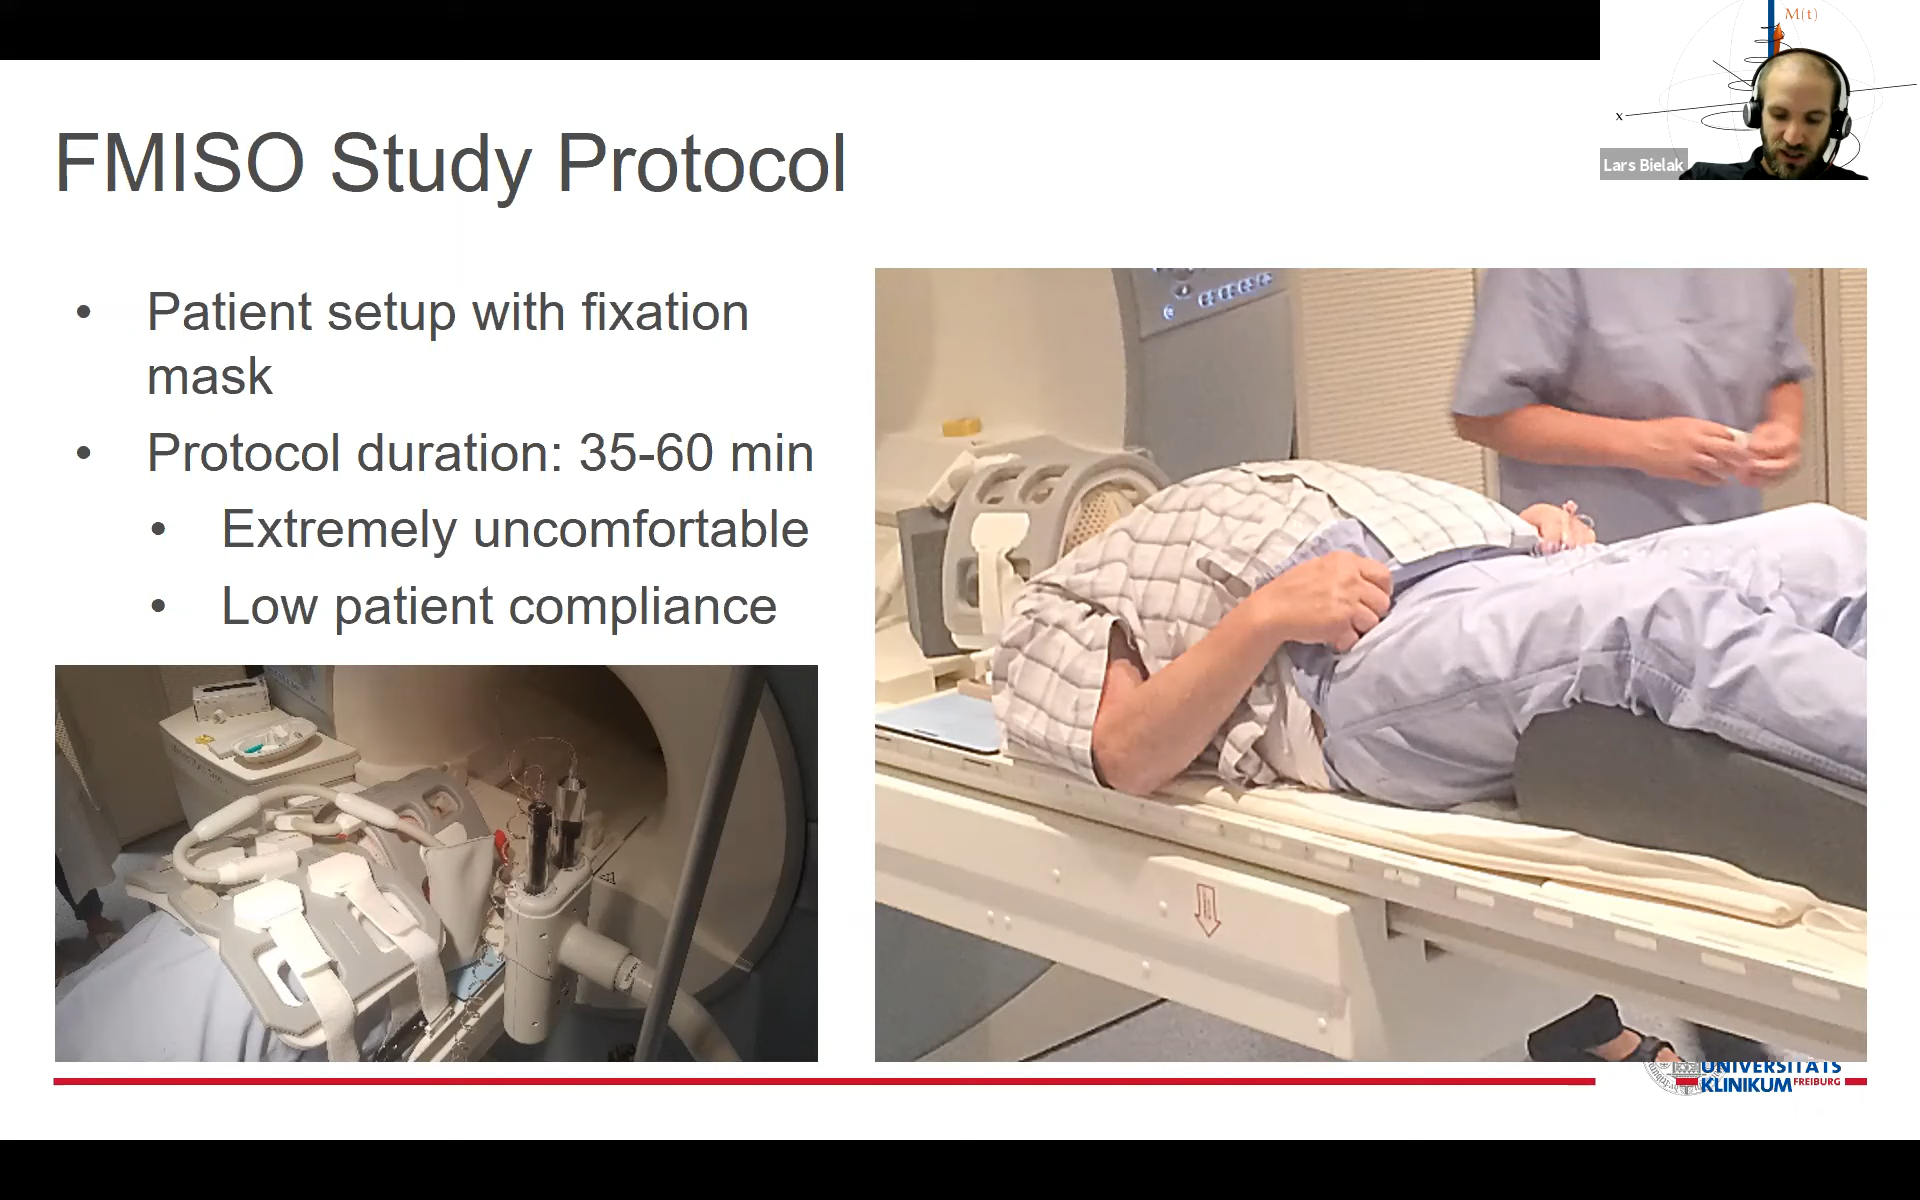 M(t)
x
Lars Bielak
FMISO Study Protocol
• Patient setup with fixation
mask
• Protocol duration: 35-60 min
• Extremely uncomfortable
• Low patient compliance
UNIVERSITÄTS
KLINIKUM FREIBURG